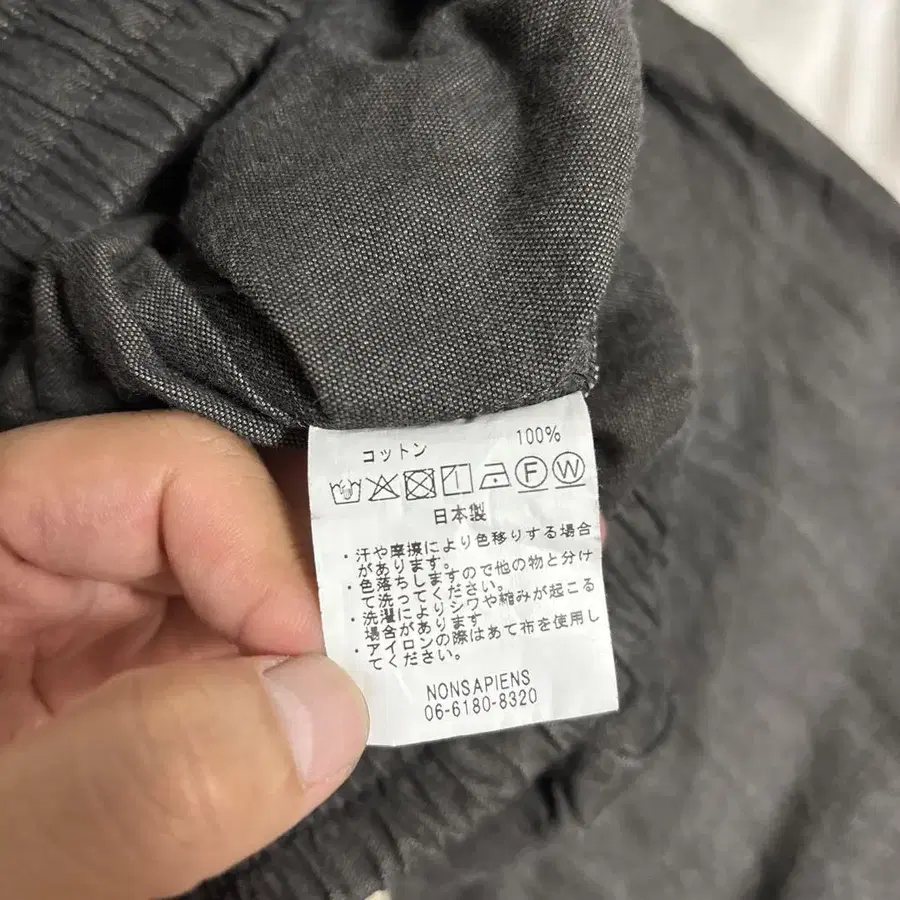 コットン 100%
F W
日本製
・汗や摩擦により色移りする場合
があります。
・色落ちしますので他の物と分け
て洗ってください。
・洗濯によりシワや縮みが起こる
場合があります
・アイロンの際はあて布を使用し
てください。
NONSAPIENS
06-6180-8320